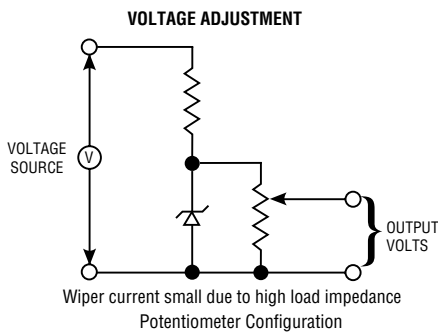 VOLTAGE ADJUSTMENT
VOLTAGE
SOURCE
V
OUTPUT
VOLTS
Wiper current small due to high load impedance
Potentiometer Configuration